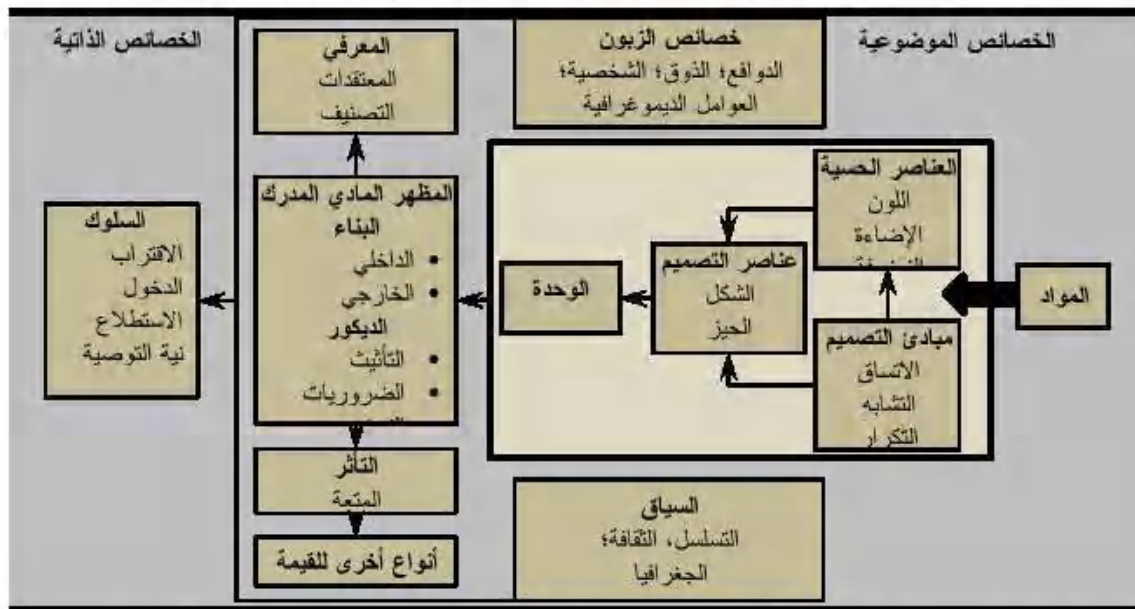 الخصائص الموضوعية
خصائص الزبون
الدوافع؛ الذوق؛ الشخصية؛
العوامل الديموغرافية
المعرفي
المعتقدات
التصنيف
الخصائص الذاتية
المواد
العناصر الحسية
اللون
الإضاءة
مبادئ التصميم
الاتساق
التشابه
التكرار
عناصر التصميم
الشكل
الحيز
الوحدة
المظهر المادي المدرك
البناء
• الداخلي
• الخارجي
الديكور
• التأثيث
• الضروريات
السلوك
الاقتراب
الدخول
الاستطلاع
نية التوصية
التأثر
المتعة
أنواع أخرى للقيمة
السياق
التسلسل، الثقافة؛
الجغرافيا